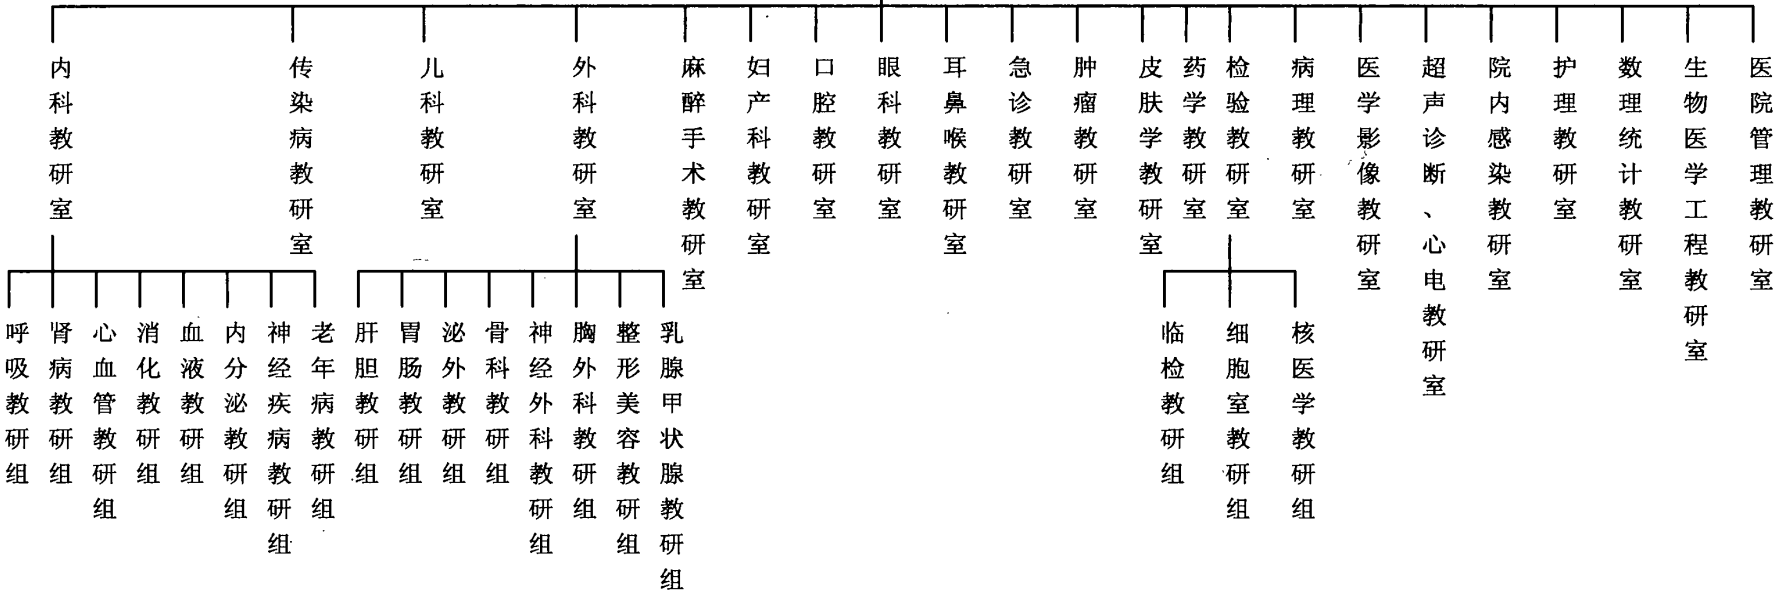 内科教研室
传染病教研室
儿科教研室
外科教研室
麻醉手术教研室
妇产科教研室
口腔教研室
眼科教研室
耳鼻喉教研室
急诊教研室
肿瘤教研室
皮肤学教研室
药学教研室
检验教研室
病理教研室
医学影像教研室
超声诊断、心电教研室
院内感染教研室
护理教研室
数理统计教研室
生物医学工程教研室
医院管理教研室
呼吸教研组
肾病教研组
心血管教研组
消化教研组
血液教研组
内分泌教研组
神经疾病教研组
老年病教研组
肝胆教研组
胃肠教研组
泌外教研组
骨科教研组
神经外科教研组
胸外科教研组
整形美容教研组
乳腺甲状腺教研组
临检教研组
细胞室教研组
核医学教研组